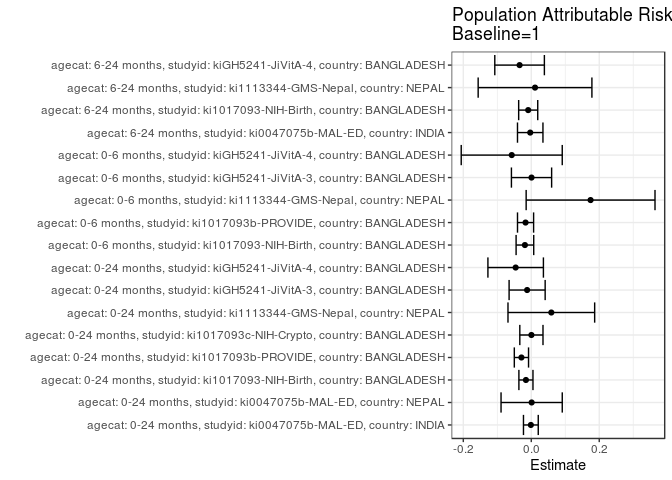 Population Attributable Risk
Baseline=1
agecat: 6-24 months, studyid: kiGH5241-JiVitA-4, country: BANGLADESH
agecat: 6-24 months, studyid: ki1113344-GMS-Nepal, country: NEPAL
agecat: 6-24 months, studyid: ki1017093-NIH-Birth, country: BANGLADESH
agecat: 6-24 months, studyid: ki0047075b-MAL-ED, country: INDIA
agecat: 0-6 months, studyid: kiGH5241-JiVitA-4, country: BANGLADESH
agecat: 0-6 months, studyid: kiGH5241-JiVitA-3, country: BANGLADESH
agecat: 0-6 months, studyid: ki1113344-GMS-Nepal, country: NEPAL
agecat: 0-6 months, studyid: ki1017093b-PROVIDE, country: BANGLADESH
agecat: 0-6 months, studyid: ki1017093-NIH-Birth, country: BANGLADESH
agecat: 0-24 months, studyid: kiGH5241-JiVitA-4, country: BANGLADESH
agecat: 0-24 months, studyid: kiGH5241-JiVitA-3, country: BANGLADESH
agecat: 0-24 months, studyid: ki1113344-GMS-Nepal, country: NEPAL
agecat: 0-24 months, studyid: ki1017093c-NIH-Crypto, country: BANGLADESH
agecat: 0-24 months, studyid: ki1017093b-PROVIDE, country: BANGLADESH
agecat: 0-24 months, studyid: ki1017093-NIH-Birth, country: BANGLADESH
agecat: 0-24 months, studyid: ki0047075b-MAL-ED, country: NEPAL
agecat: 0-24 months, studyid: ki0047075b-MAL-ED, country: INDIA
-0.2 0.0 0.2
Estimate